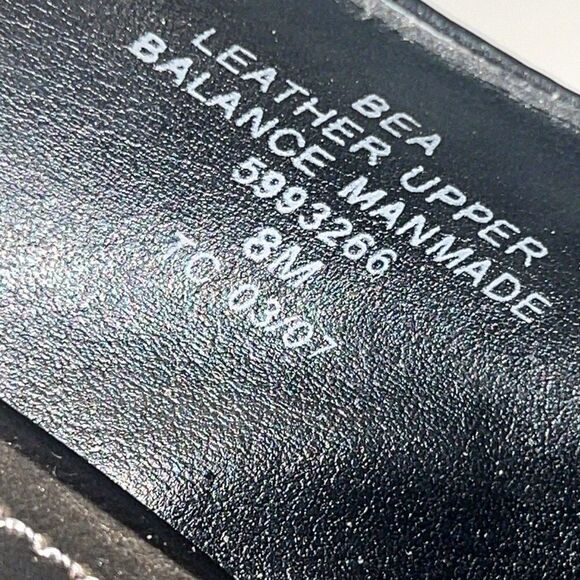 BEA
LEATHER UPPER
BALANCE MANMADE
5993266
8M
TC 03/07